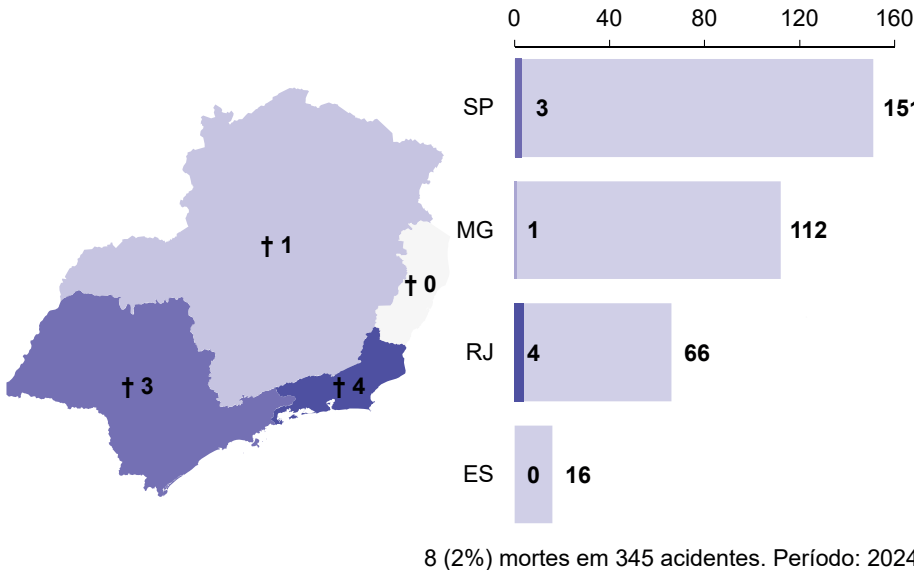 0 40 80 120 160
SP 3 151
† 1
MG 1 112
† 0
RJ 4 66
† 3
† 4
ES 0 16
8 (2%) mortes em 345 acidentes. Período: 2024